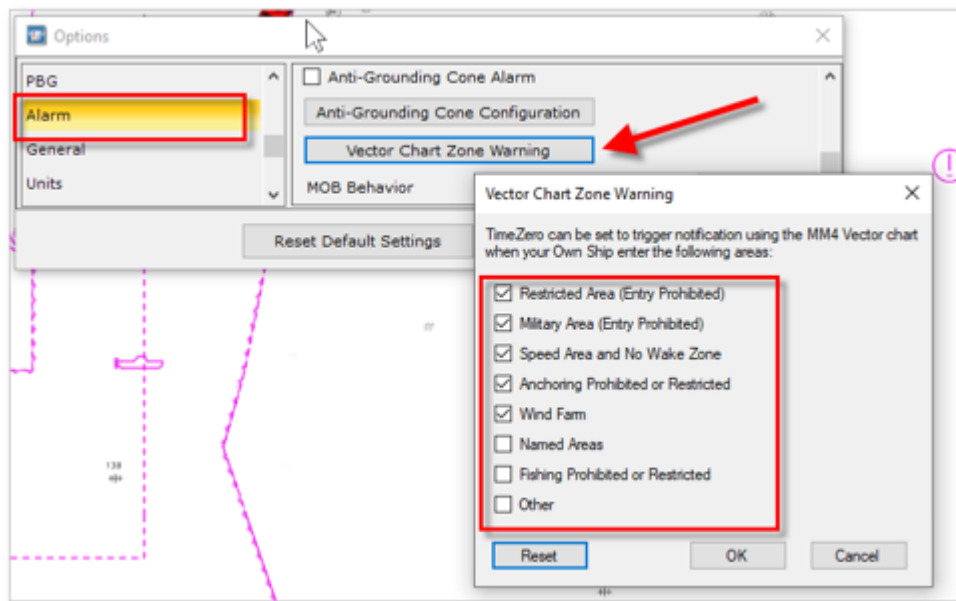 Options
PBG
Alarm
General
Units
Anti-Grounding Cone Alarm
Anti-Grounding Cone Configuration
Vector Chart Zone Warning
MOB Behavior
Reset Default Settings
Vector Chart Zone Warning
TimeZero can be set to trigger notification using the MM4 Vector chart
when your Own Ship enter the following areas:
Restricted Area (Entry Prohibited)
Military Area (Entry Prohibited)
Speed Area and No Wake Zone
Anchoring Prohibited or Restricted
Wind Farm
Named Areas
Fishing Prohibited or Restricted
Other
Reset
OK
Cancel
138